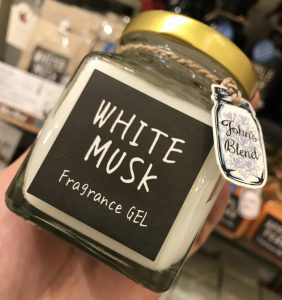 WHITE
MUSK
Fragrance GEL
John's
Blend